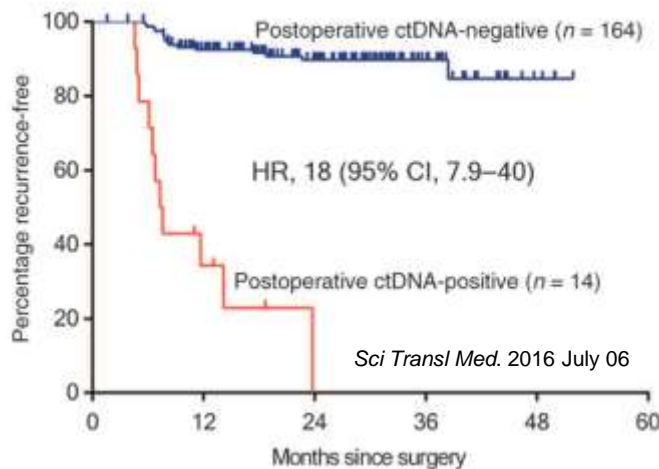 Postoperative ctDNA-negative (n = 164)
100
80
60
40
20
0
Percentage recurrence-free
HR, 18 (95% CI, 7.9–40)
Postoperative ctDNA-positive (n = 14)
Sci Transl Med. 2016 July 06
0 12 24 36 48 60
Months since surgery